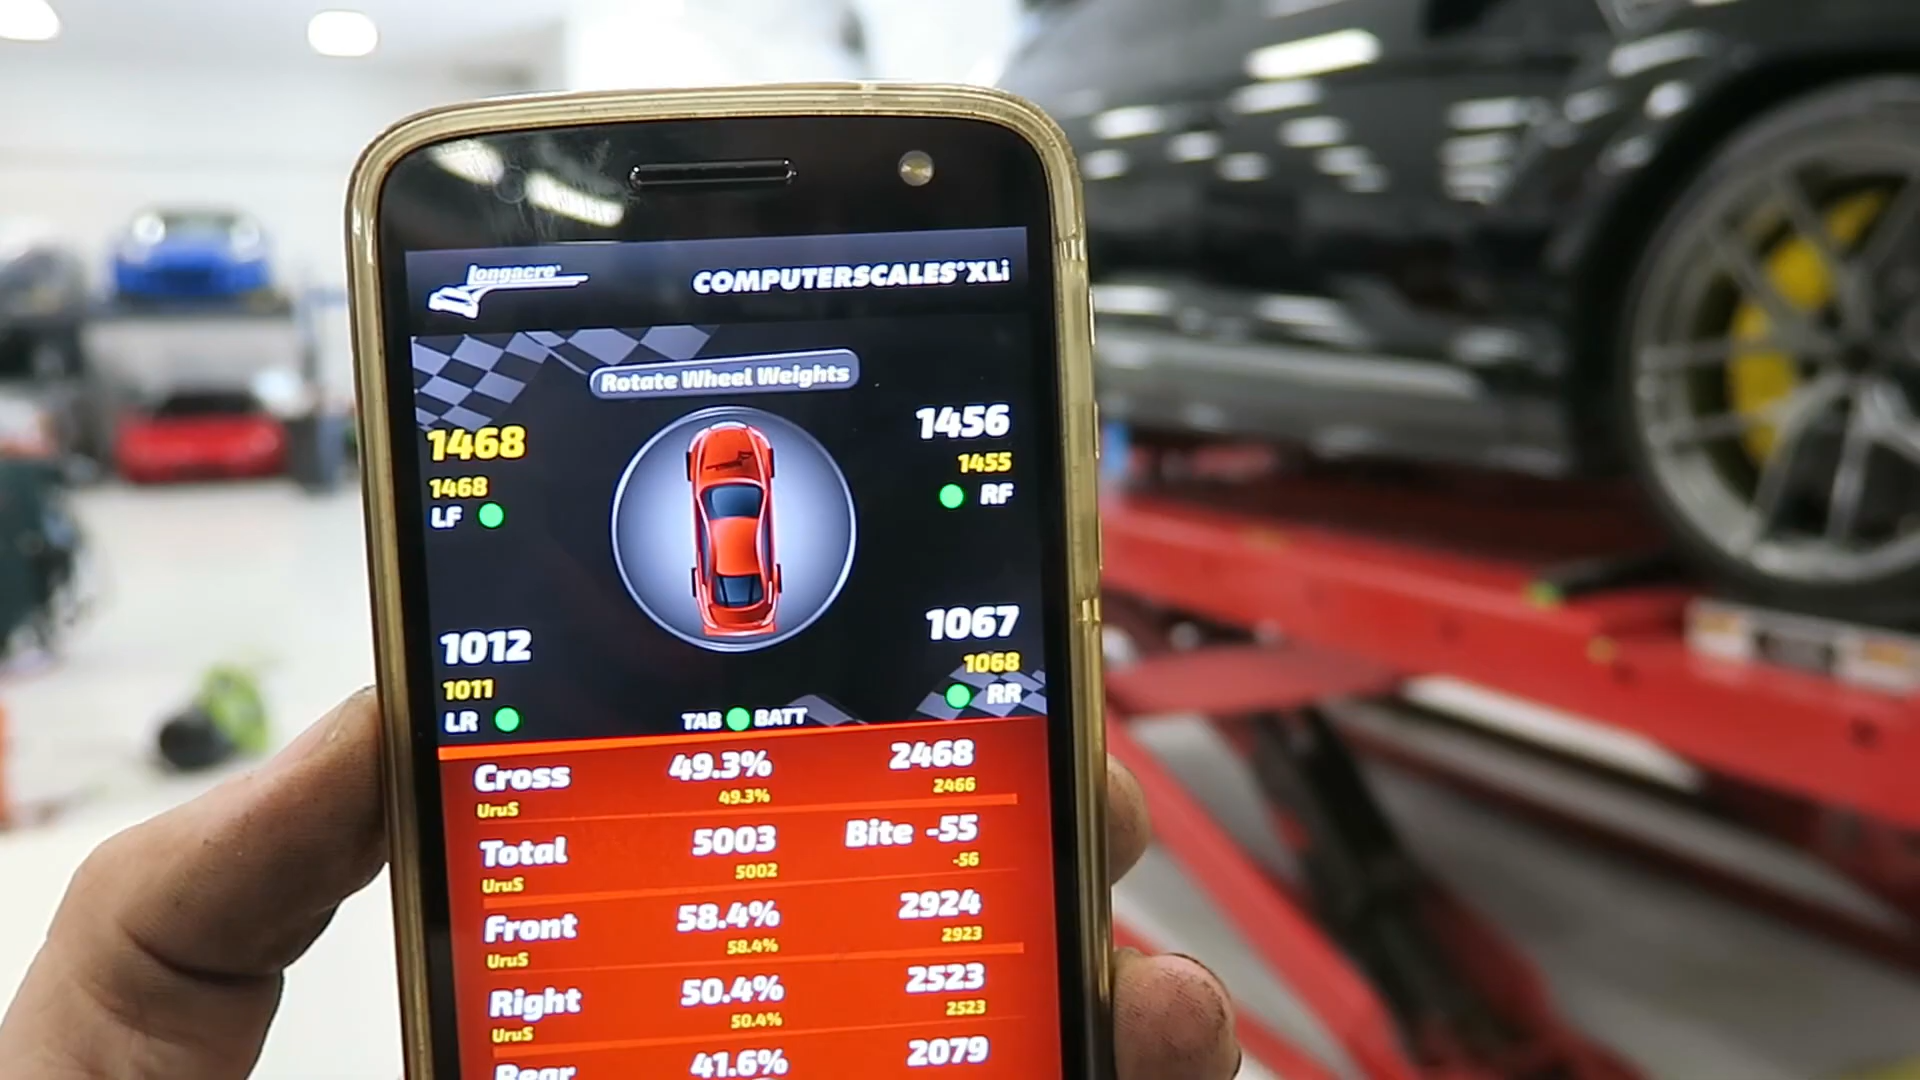 longacre®
COMPUTERSCALES®XLi
Rotate Wheel Weights
1468
1468
LF
1456
1455
RF
1012
1011
LR
1067
1068
RR
TAB BATT
Cross 49.3% 2468
UruS 49.3% 2466
Total 5003 Bite -55
UruS 5002 -56
Front 58.4% 2924
UruS 58.4% 2923
Right 50.4% 2523
UruS 50.4% 2523
Rear 41.6% 2079